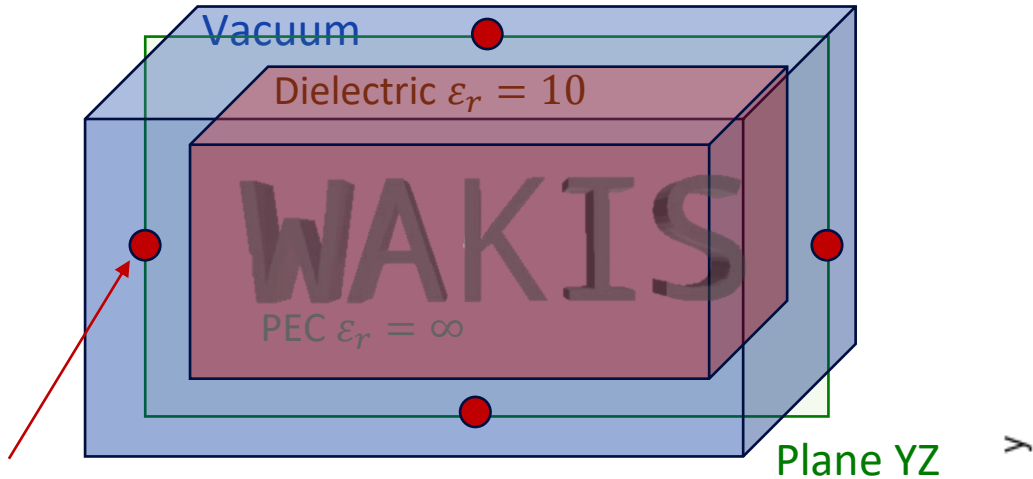 Vacuum
Dielectric 𝜀𝑟 = 10
WAKIS
PEC 𝜀𝑟 = ∞
Plane YZ
y